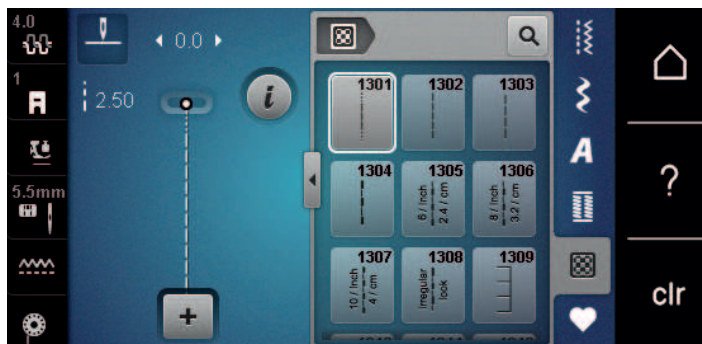 4.0
0.0
1
2.50
i
5.5mm
1301
1302
1303
1304
1305
6 / Inch
2.4 / cm
1306
8 / Inch
3.2 / cm
1307
10 / Inch
4 / cm
1308
Irregular
look
1309
A
?
clr